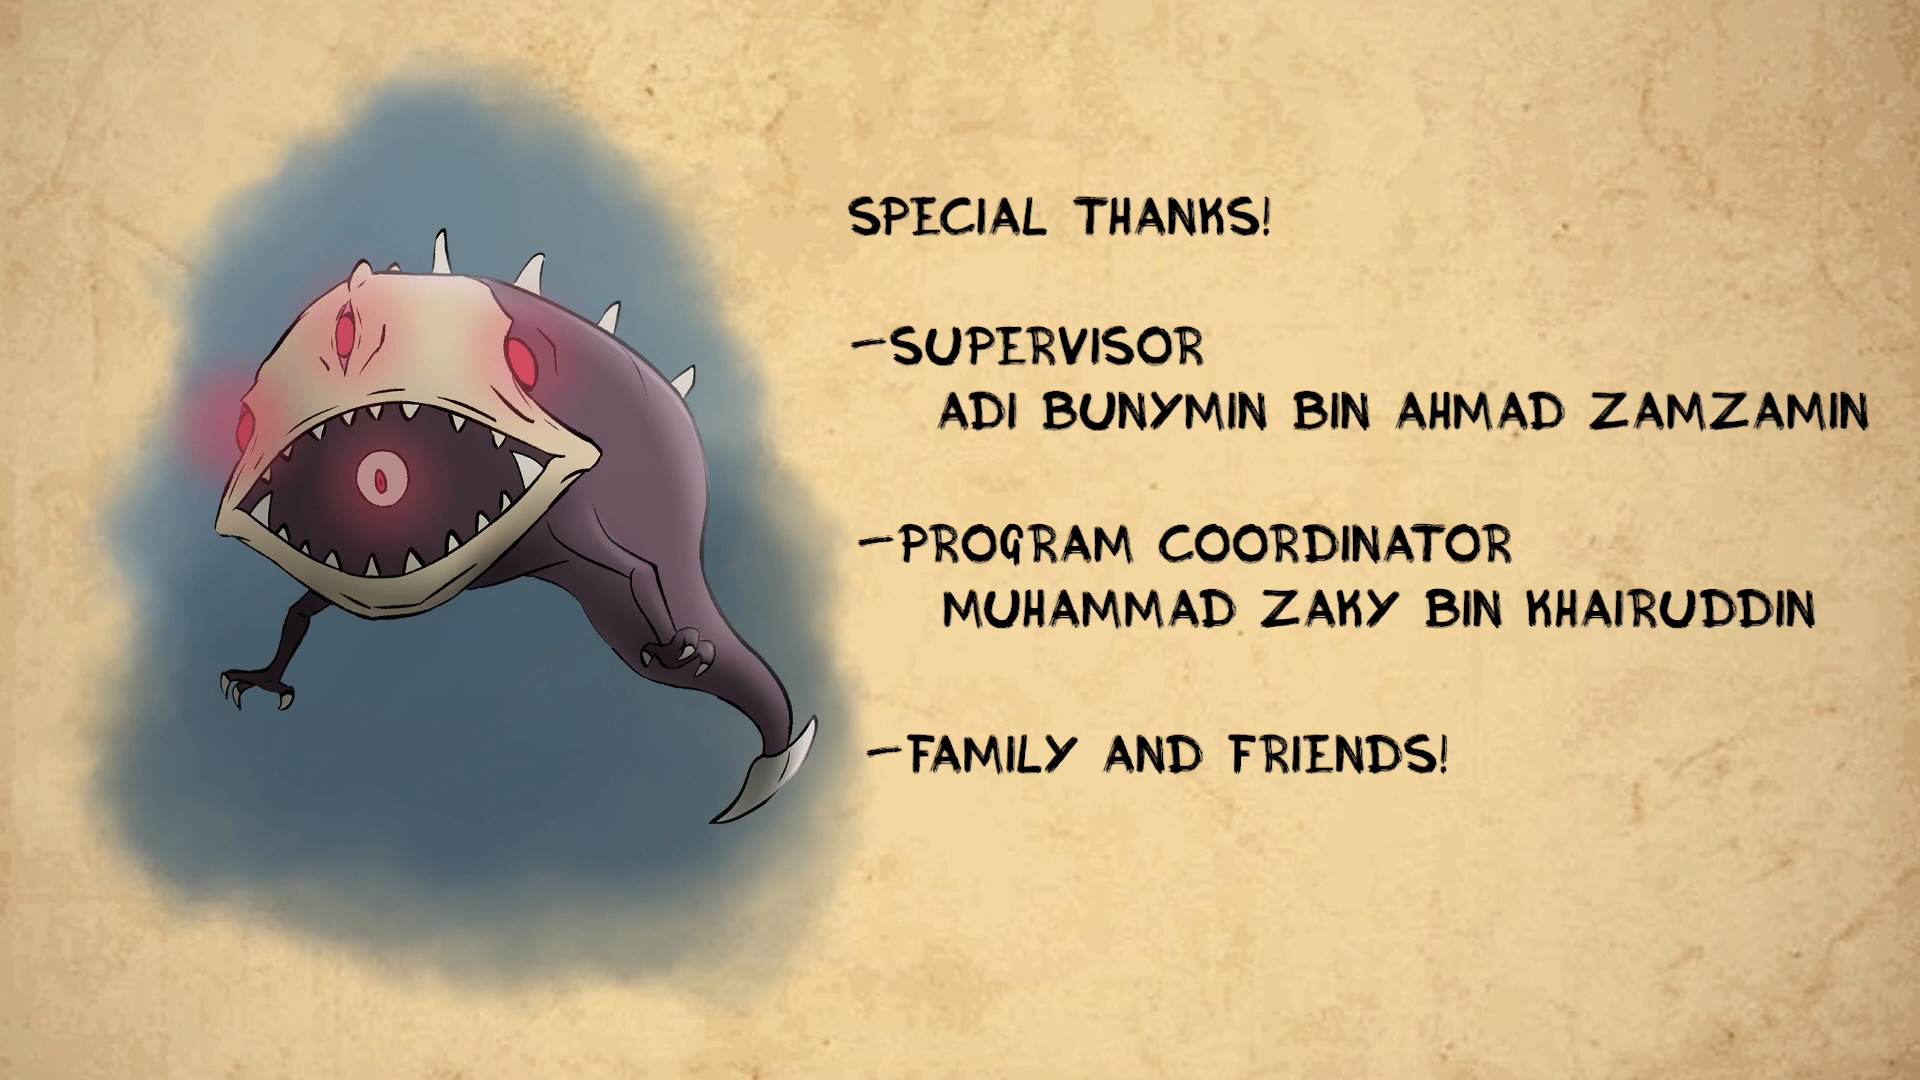 SPECIAL THANKS!
-SUPERVISOR
ADI BUNYMIN BIN AHMAD ZAMZAMIN
-PROGRAM COORDINATOR
MUHAMMAD ZAKY BIN KHAIRUDDIN
-FAMILY AND FRIENDS!